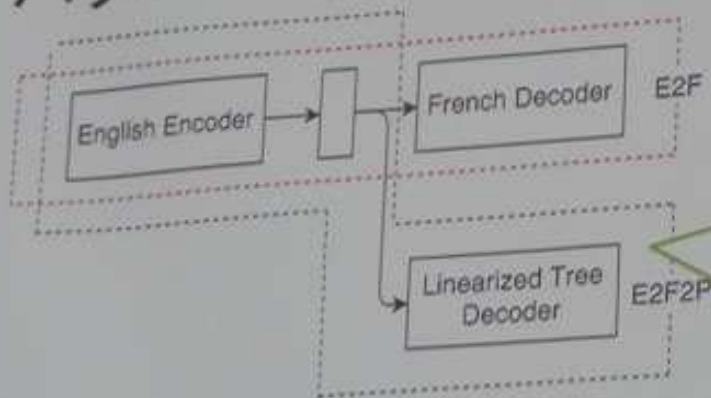 English Encoder
French Decoder
E2F
Linearized Tree
Decoder
E2F2P